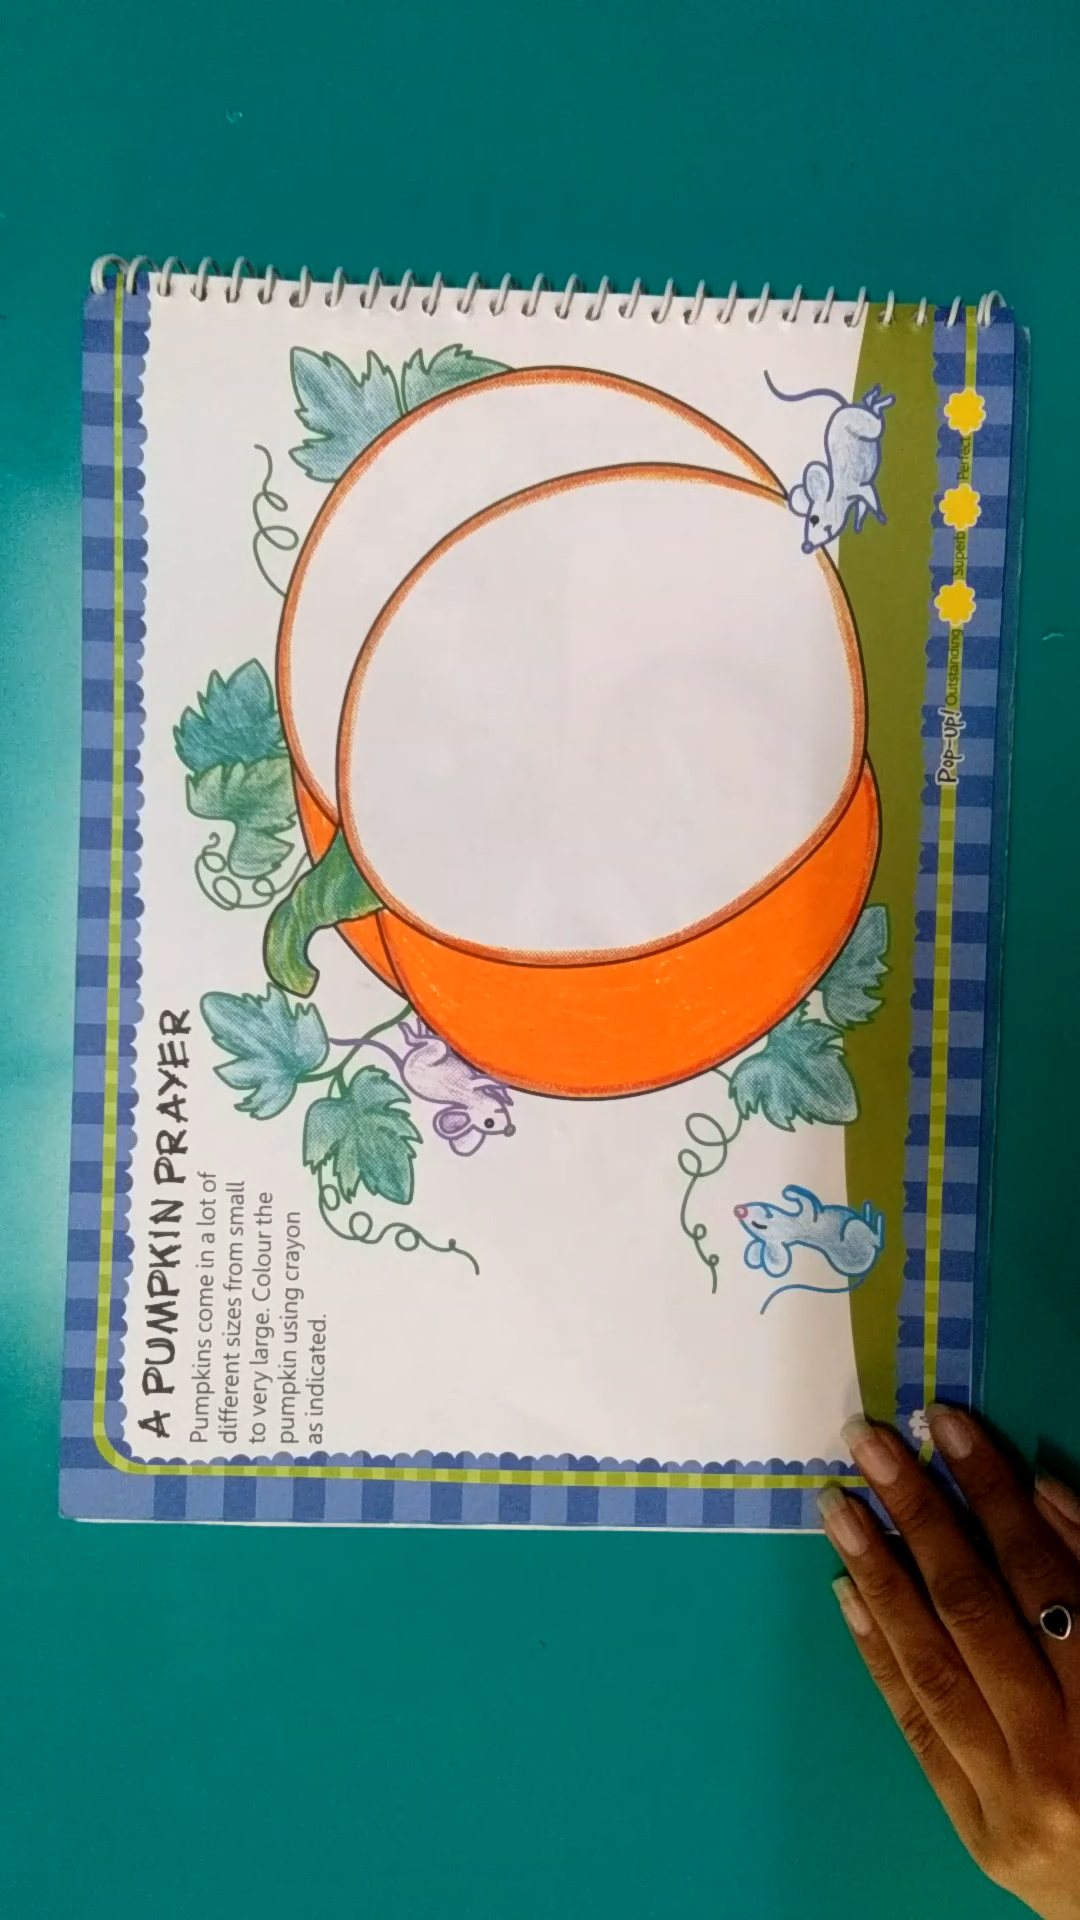 A PUMPKIN PRAYER
Pumpkins come in a lot of
different sizes from small
to very large. Colour the
pumpkin using crayon
as indicated.
Pop-up! Outstanding Superb Perfect